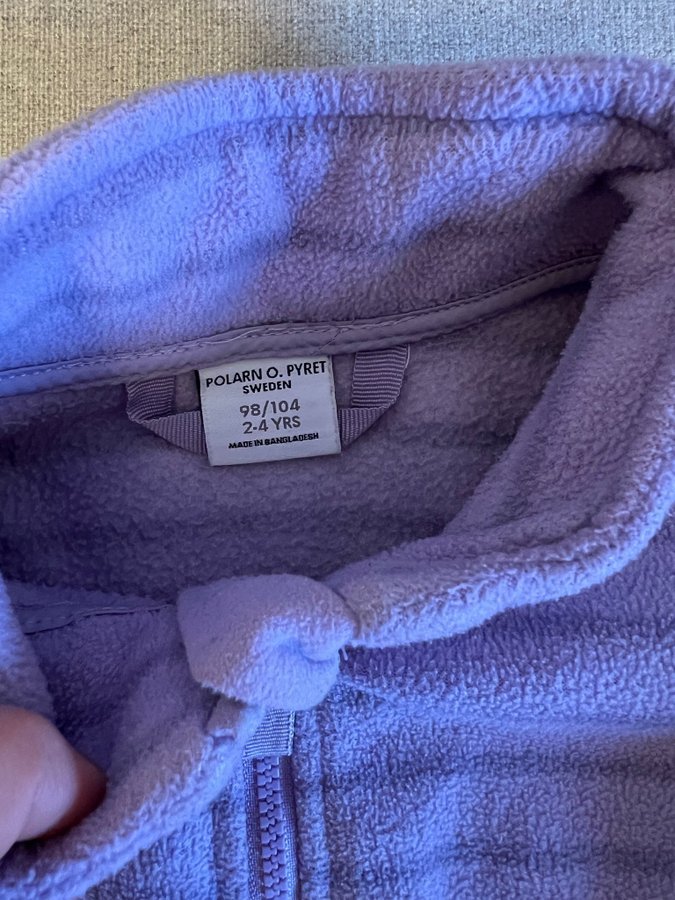 POLARN O. PYRET
SWEDEN
98/104
2-4 YRS
MADE IN BANGLADESH